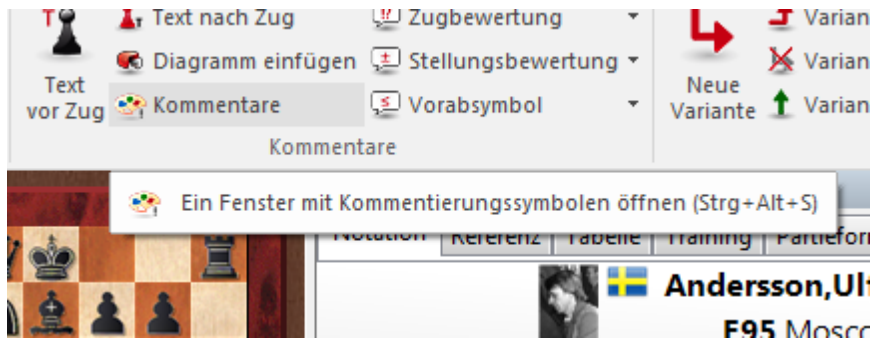 Text nach Zug
Zugbewertung
Diagramm einfügen
Stellungsbewertung
Text
vor Zug
Kommentare
Vorabsymbol
Neue
Variante
Kommentare
Ein Fenster mit Kommentierungssymbolen öffnen (Strg+Alt+S)
Notation
Referenz
Tabelle
Training
Andersson,Ulf
E95 Mosco